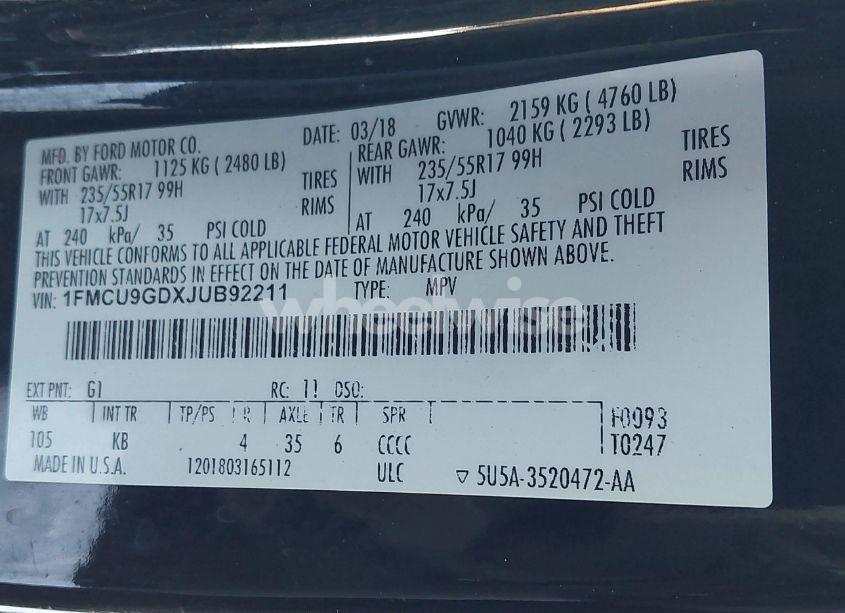 MFD. BY FORD MOTOR CO. DATE: 03/18 GVWR: 2159 KG ( 4760 LB)
FRONT GAWR: 1125 KG ( 2480 LB) REAR GAWR: 1040 KG ( 2293 LB)
WITH 235/55R17 99H TIRES WITH 235/55R17 99H TIRES
17x7.5J RIMS 17x7.5J RIMS
AT 240 kPa/ 35 PSI COLD AT 240 kPa/ 35 PSI COLD
THIS VEHICLE CONFORMS TO ALL APPLICABLE FEDERAL MOTOR VEHICLE SAFETY AND THEFT
PREVENTION STANDARDS IN EFFECT ON THE DATE OF MANUFACTURE SHOWN ABOVE.
VIN: 1FMCU9GDXJUB92211 TYPE: MPV
wheelwise
EXT PNT: G1 RC: 11 DSO:
WB INT TR TP/PS R AXLE TR SPR F0093
105 KB 4 35 6 CCCC T0247
MADE IN U.S.A. 1201803165112 ULC ▽ 5U5A-3520472-AA